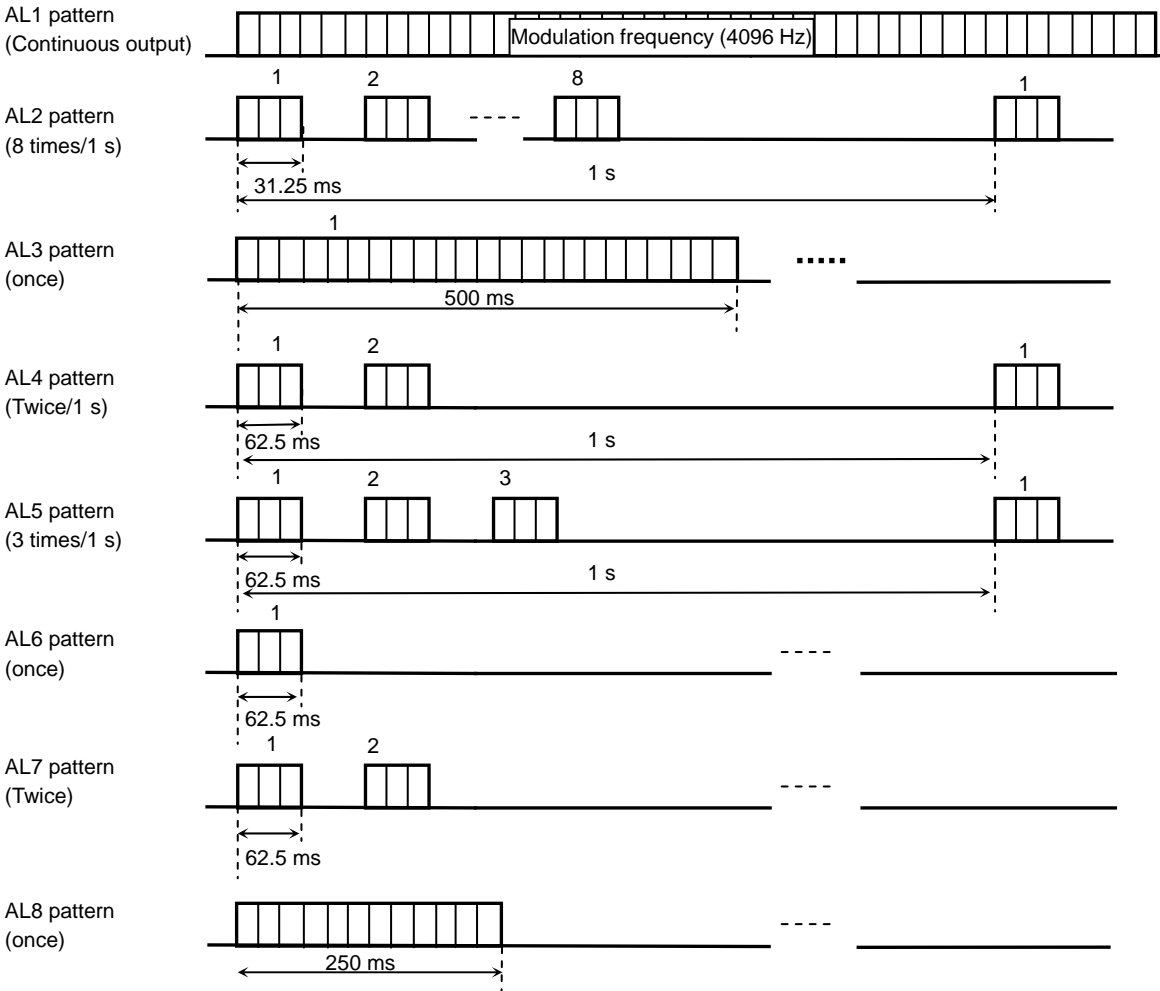 AL1 pattern
(Continuous output)
Modulation frequency (4096 Hz)
1
2
8
1
AL2 pattern
(8 times/1 s)
31.25 ms
1 s
1
AL3 pattern
(once)
500 ms
1
2
1
AL4 pattern
(Twice/1 s)
62.5 ms
1 s
1
2
3
1
AL5 pattern
(3 times/1 s)
62.5 ms
1 s
1
AL6 pattern
(once)
62.5 ms
1
2
AL7 pattern
(Twice)
62.5 ms
AL8 pattern
(once)
250 ms